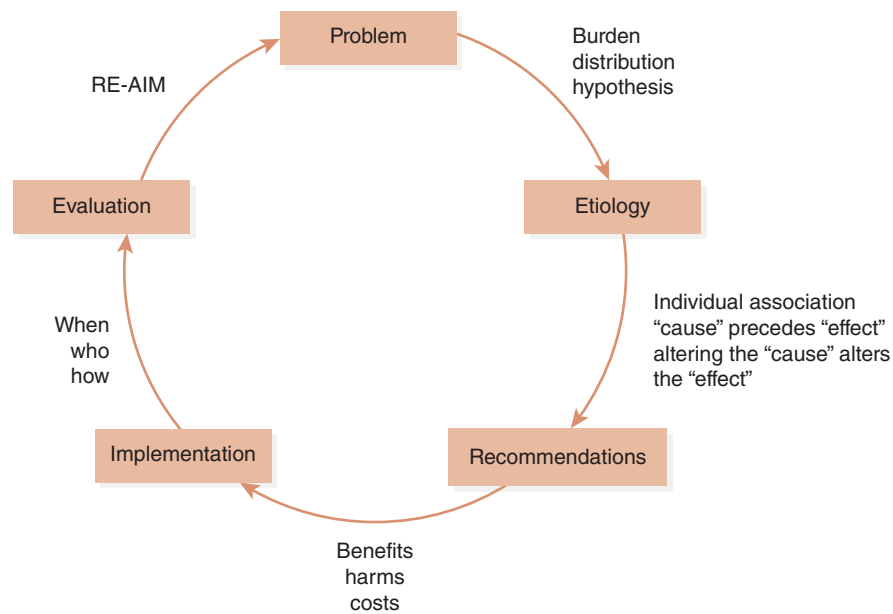 Problem
Burden
distribution
hypothesis
Etiology
Individual association
“cause” precedes “effect”
altering the “cause” alters
the “effect”
Recommendations
Benefits
harms
costs
Implementation
When
who
how
Evaluation
RE-AIM